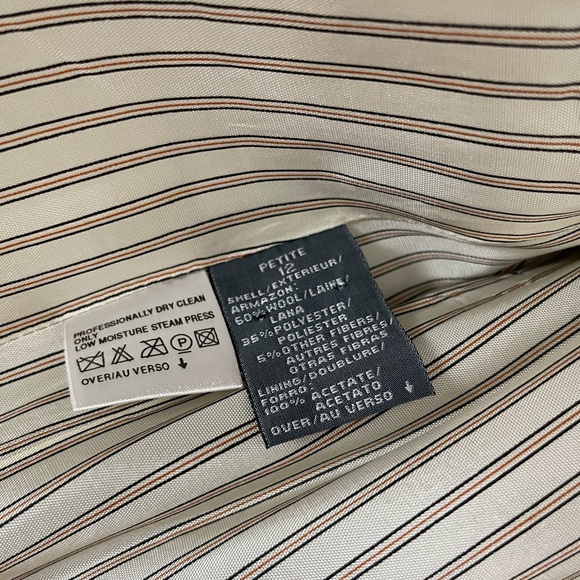 PROFESSIONALLY DRY CLEAN
ONLY
LOW MOISTURE STEAM PRESS
P
OVER/AU VERSO
PETITE
12
SHELL/EXTERIEUR/
ARMAZON:
60% WOOL/LAINE/
LANA
35% POLYESTER/
POLIESTER
5% OTHER FIBERS/
AUTRES FIBRES/
OTRAS FIBRAS
LINING/DOUBLURE/
FORRO:
100% ACETATE/
ACETATO
OVER/AU VERSO